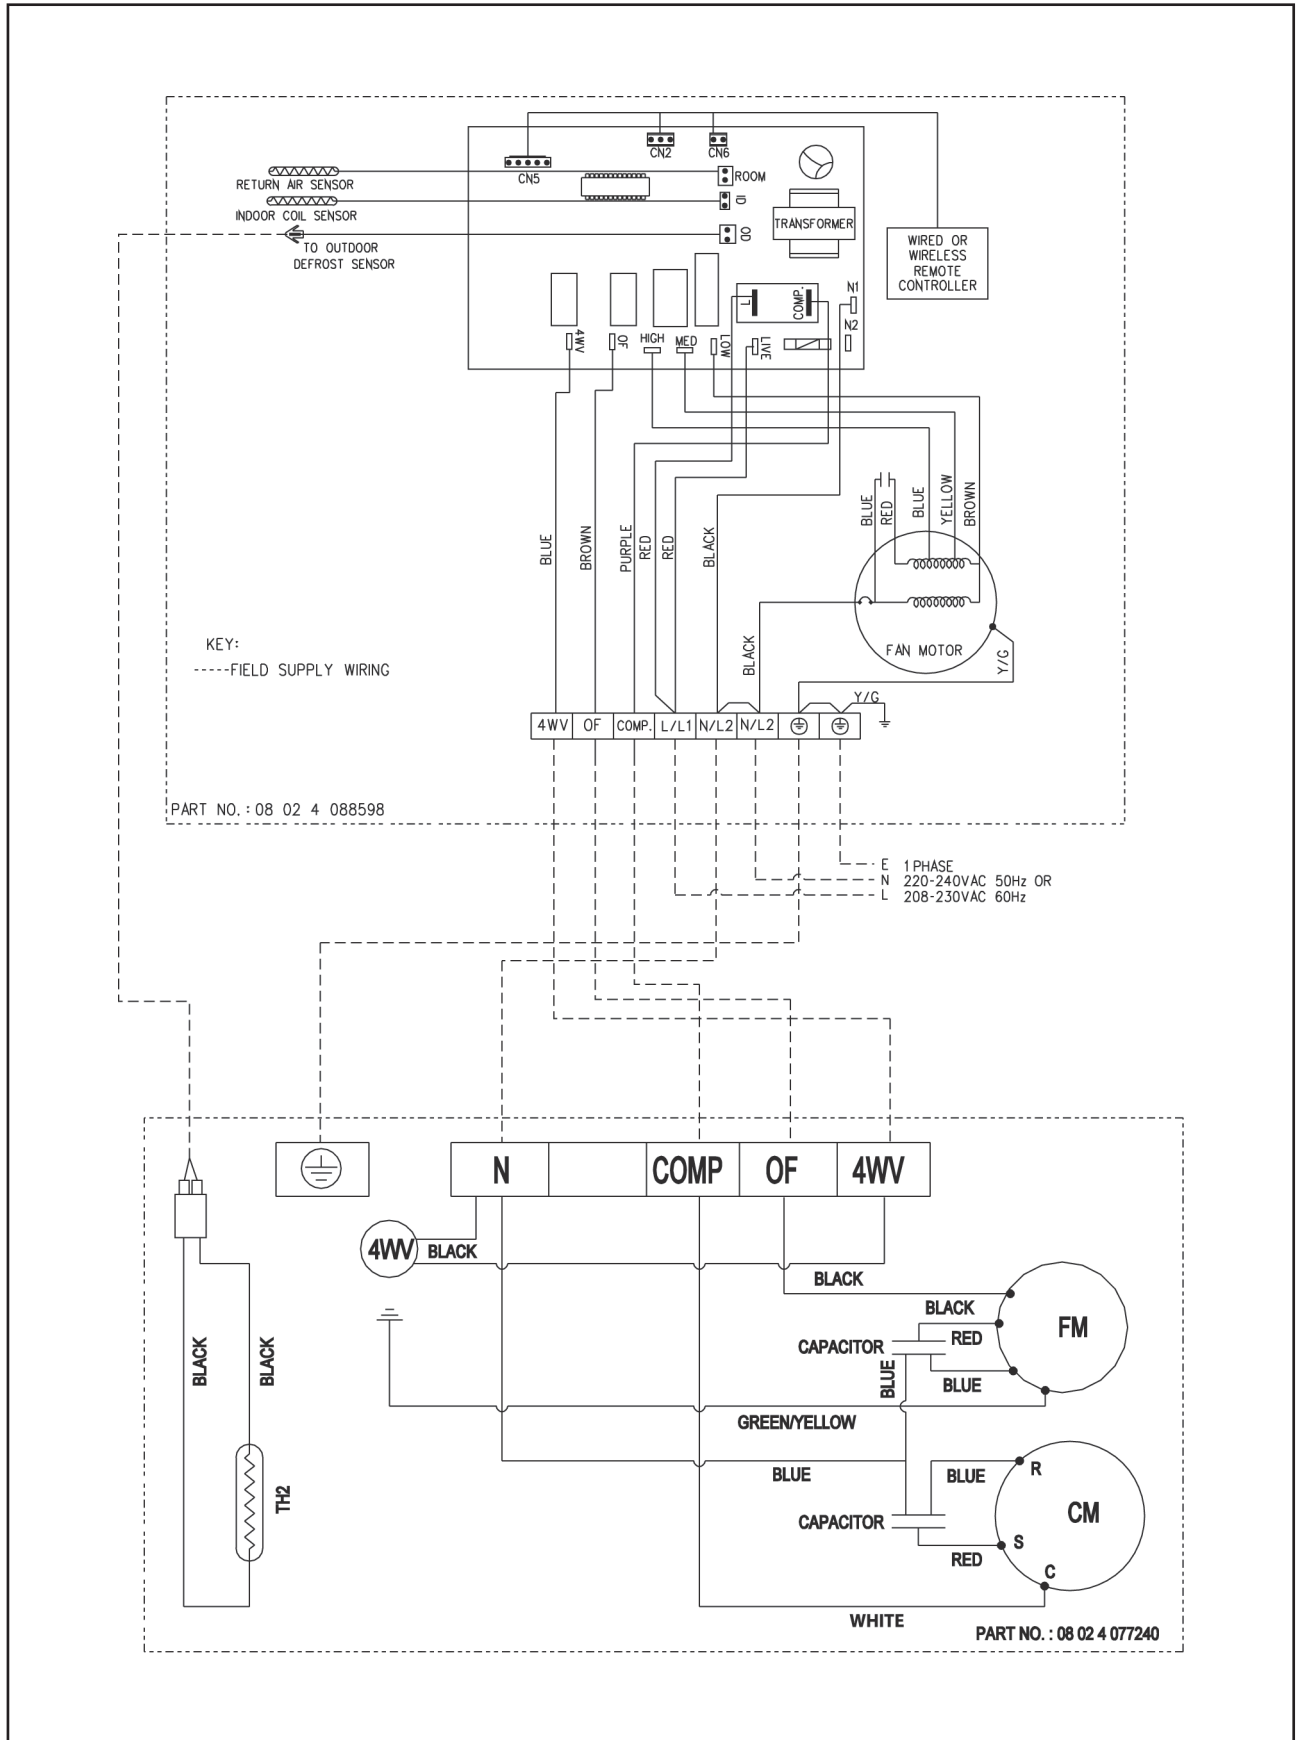 CN5
CN2
CN6
RETURN AIR SENSOR
ROOM
INDOOR COIL SENSOR
ID
TO OUTDOOR
DEFROST SENSOR
OD
TRANSFORMER
WIRED OR
WIRELESS
REMOTE
CONTROLLER
4WV
OF
HIGH
MED
LOW
L
COMP.
LIVE
N1
N2
BLUE
BROWN
PURPLE
RED
RED
BLACK
BLACK
BLUE
RED
BLUE
YELLOW
BROWN
FAN MOTOR
Y/G
Y/G
KEY:
-----FIELD SUPPLY WIRING
4WV OF COMP. L/L1 N/L2 N/L2
PART NO. : 08 02 4 088598
E 1 PHASE
N 220-240VAC 50Hz OR
L 208-230VAC 60Hz
N COMP OF 4WV
4WV
BLACK
BLACK
BLACK
RED
CAPACITOR
FM
BLUE
BLUE
BLACK
BLACK
GREEN/YELLOW
BLUE
BLUE
R
TH2
CAPACITOR
CM
S
RED
C
WHITE
PART NO. : 08 02 4 077240